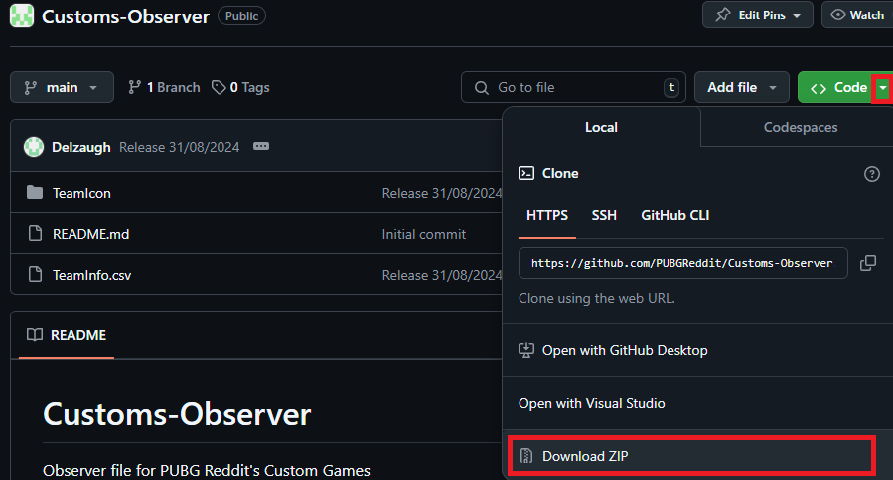 Customs-Observer Public Edit Pins Watch
main 1 Branch 0 Tags Go to file t Add file Code
Local Codespaces
Delzaugh Release 31/08/2024
Clone
TeamIcon Release 31/08/2024
HTTPS SSH GitHub CLI
README.md Initial commit
https://github.com/PUBGReddit/Customs-Observer
TeamInfo.csv Release 31/08/2024
Clone using the web URL.
README
Open with GitHub Desktop
Open with Visual Studio
Customs-Observer
Download ZIP
Observer file for PUBG Reddit's Custom Games